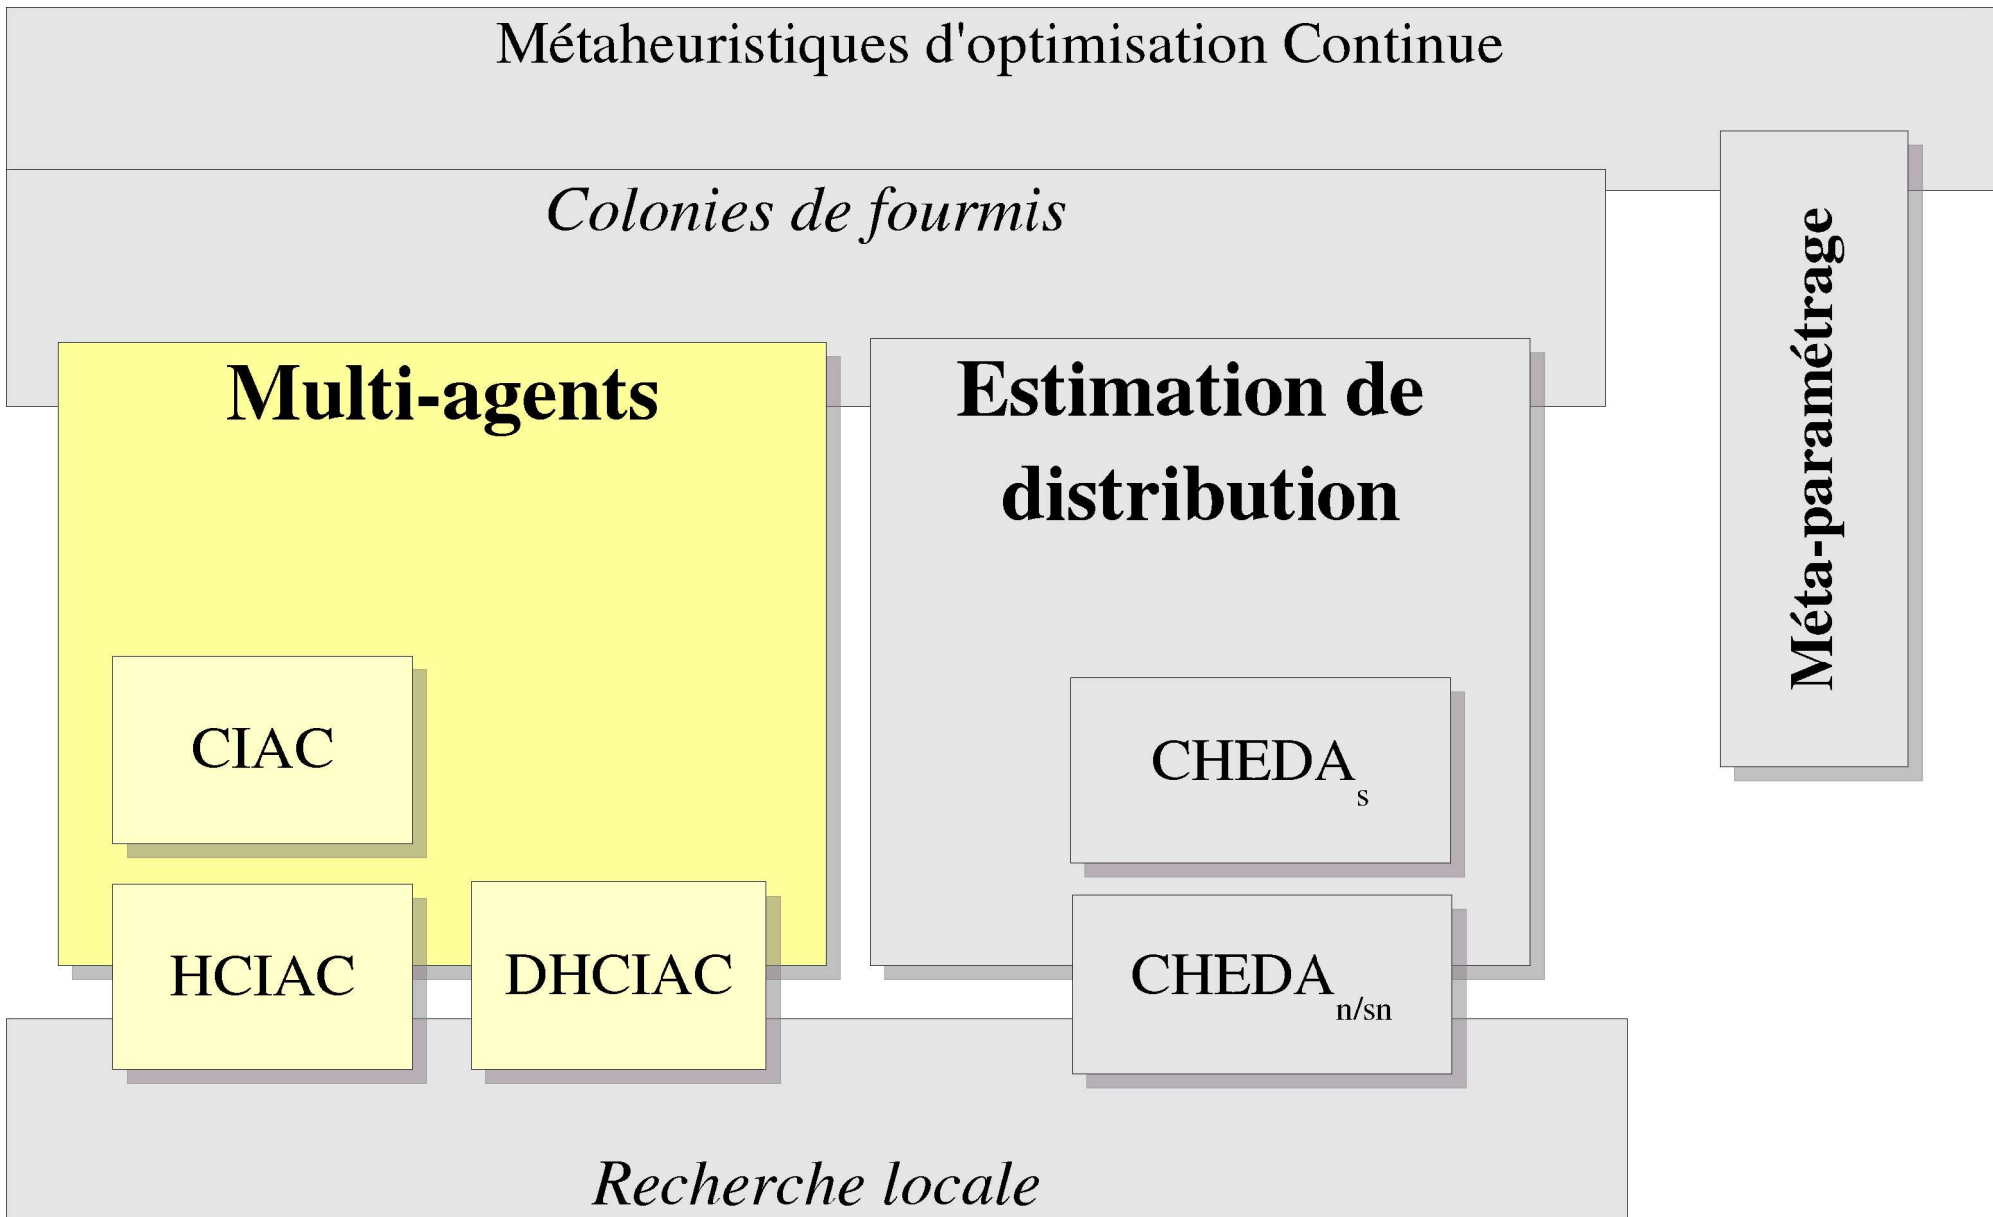 Métaheuristiques d'optimisation Continue
Colonies de fourmis
Multi-agents
Estimation de
distribution
Méta-paramétrage
CIAC
CHEDA s
HCIAC
DHCIAC
CHEDA n/sn
Recherche locale